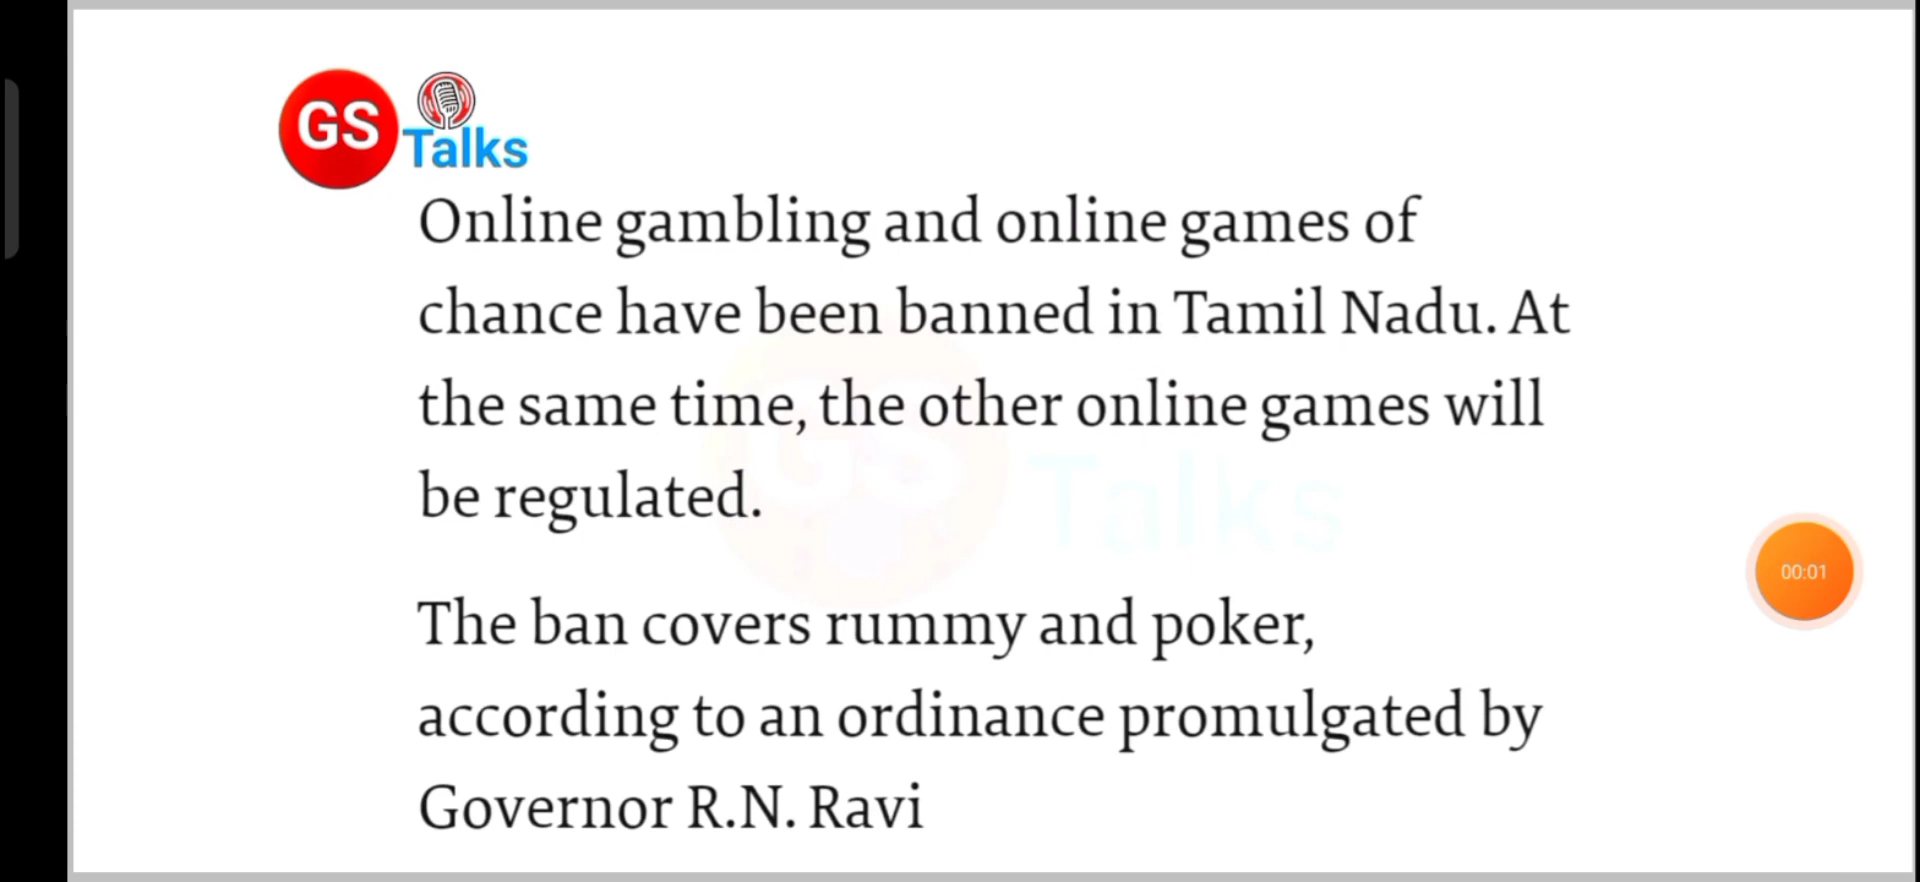 GS
Talks
Online gambling and online games of
chance have been banned in Tamil Nadu. At
the same time, the other online games will
be regulated.
GS Talks
00:01
The ban covers rummy and poker,
according to an ordinance promulgated by
Governor R.N. Ravi